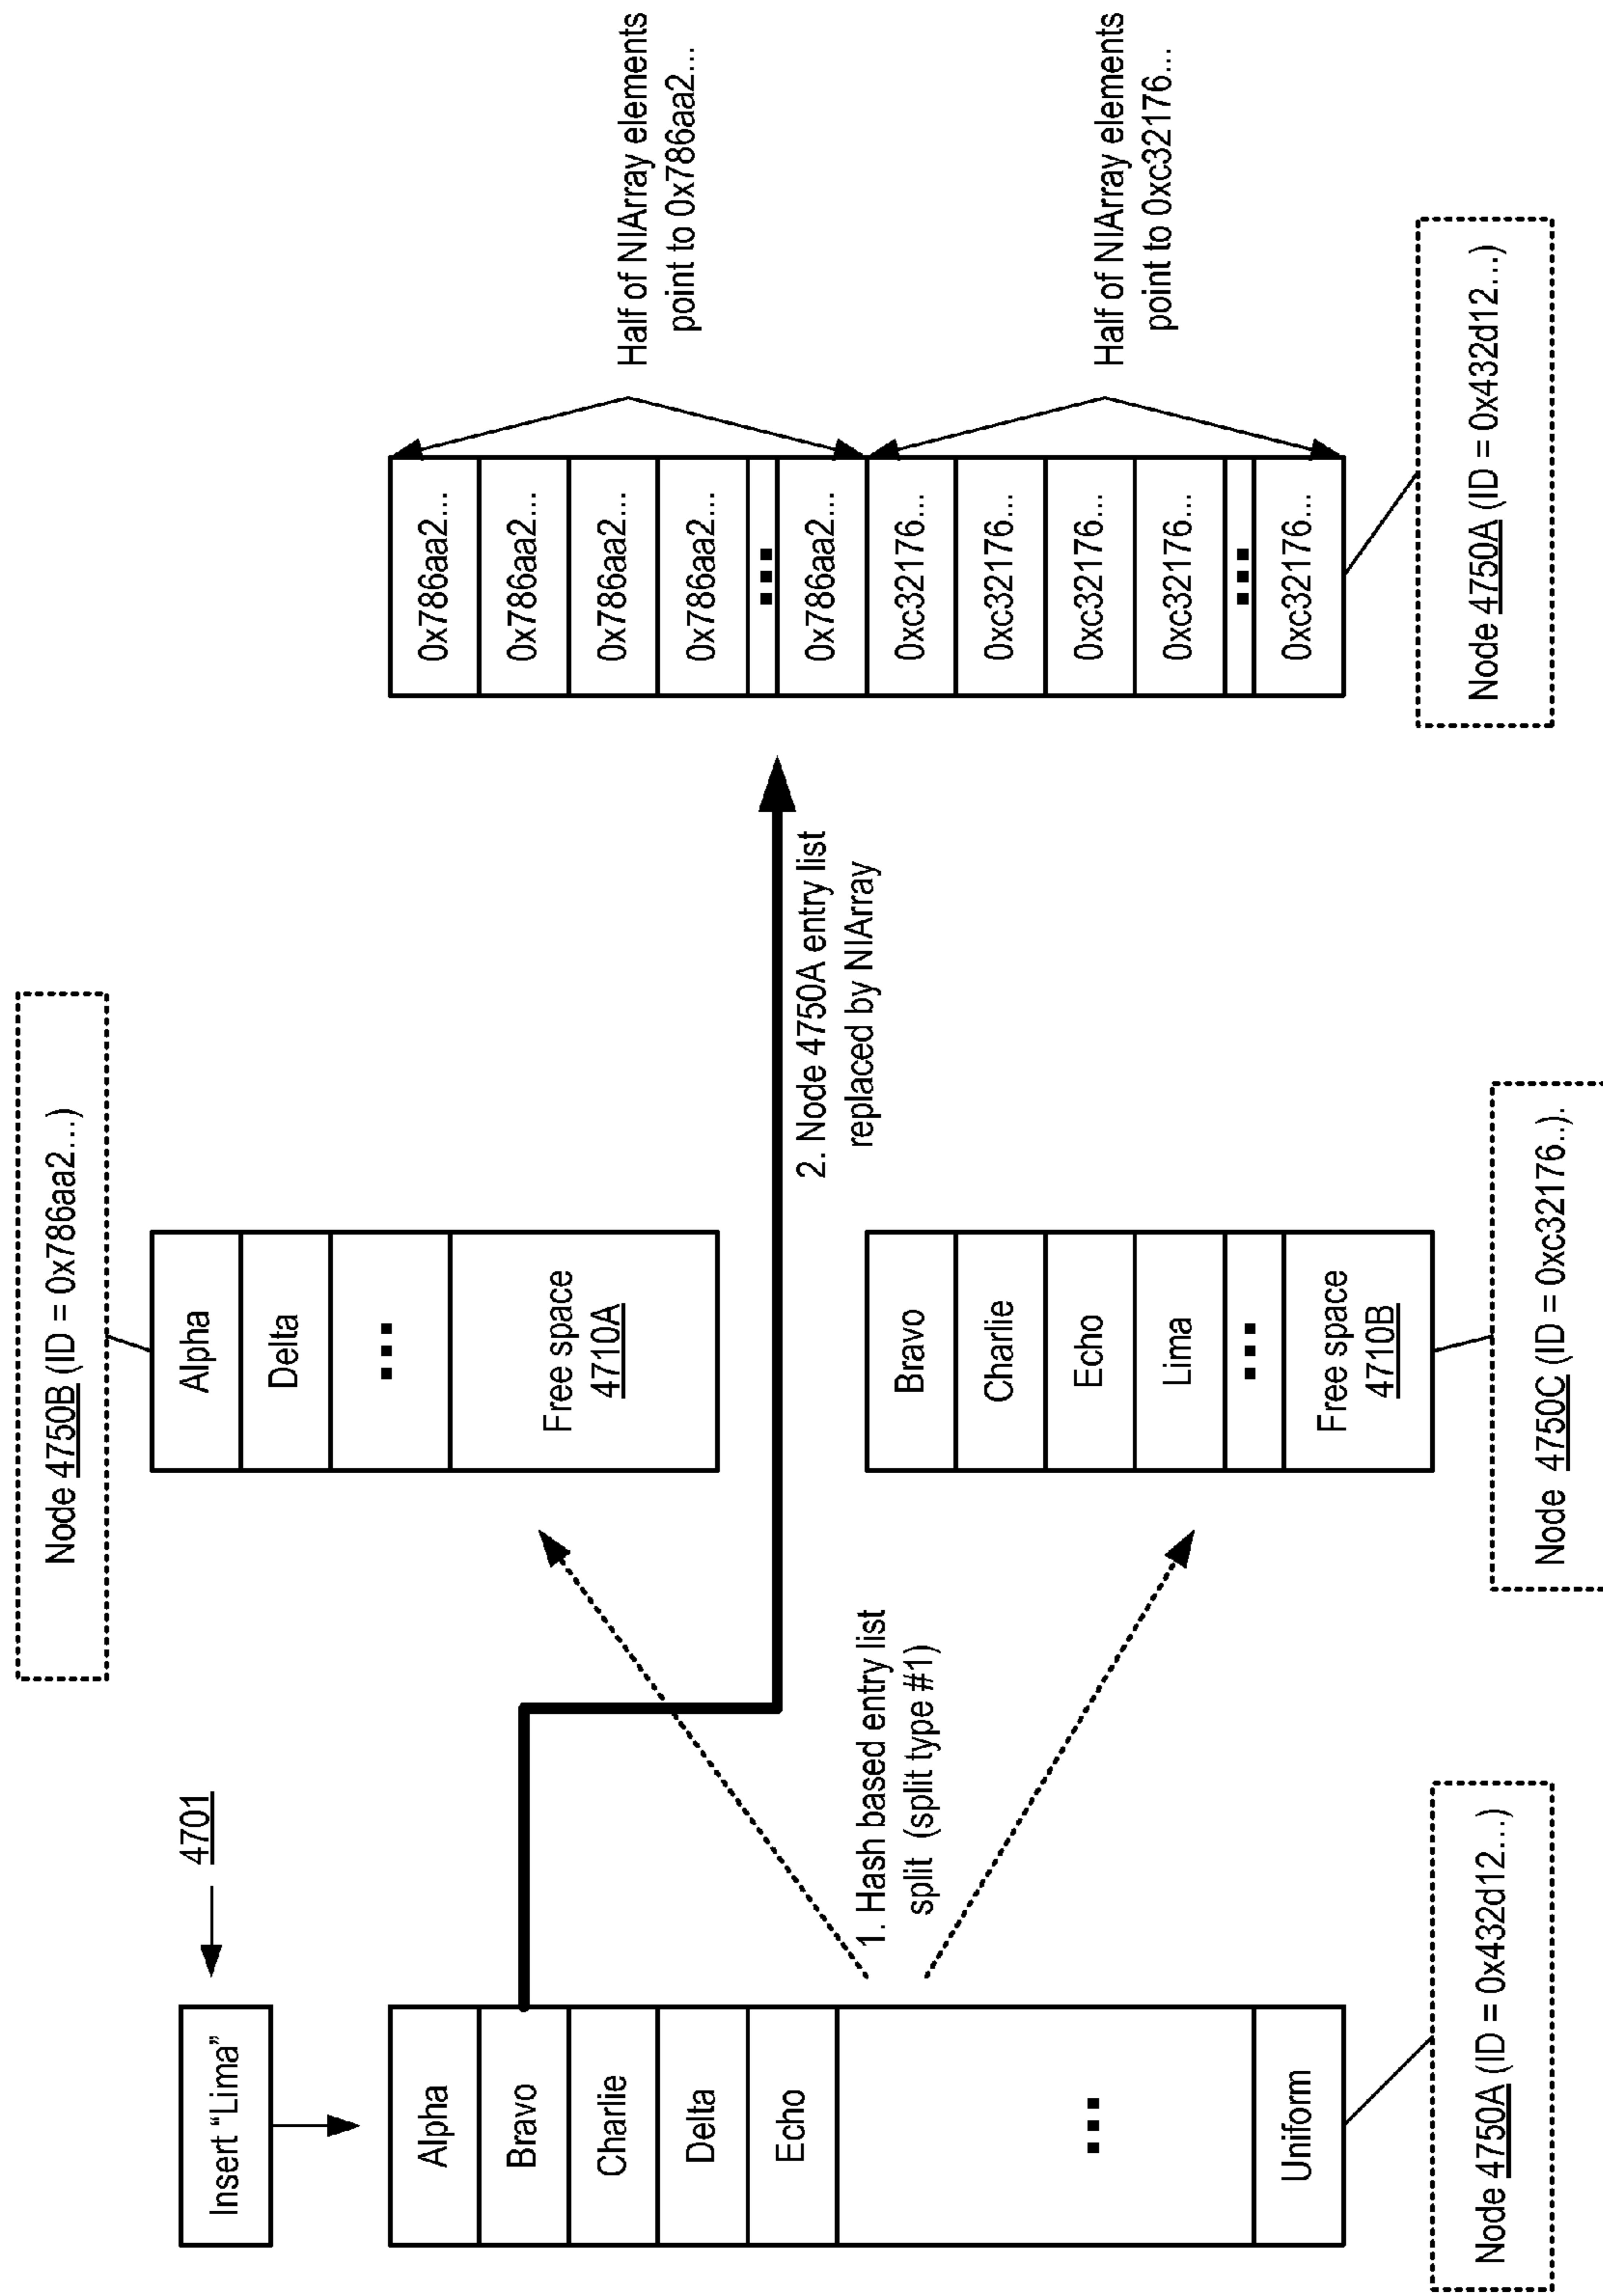 Insert “Lima”
4701
Alpha
Bravo
Charlie
Delta
Echo
...
Uniform
Node 4750A (ID = 0x432d12...)
1. Hash based entry list
split (split type #1)
Node 4750B (ID = 0x786aa2...)
Alpha
Delta
...
Free space
4710A
2. Node 4750A entry list
replaced by NIArray
Bravo
Charlie
Echo
Lima
...
Free space
4710B
Node 4750C (ID = 0xc32176..).
0x786aa2...
0x786aa2...
0x786aa2...
0x786aa2...
...
0x786aa2...
0xc32176...
0xc32176...
0xc32176...
0xc32176...
...
0xc32176...
Half of NIArray elements
point to 0x786aa2...
Half of NIArray elements
point to 0xc32176...
Node 4750A (ID = 0x432d12...)